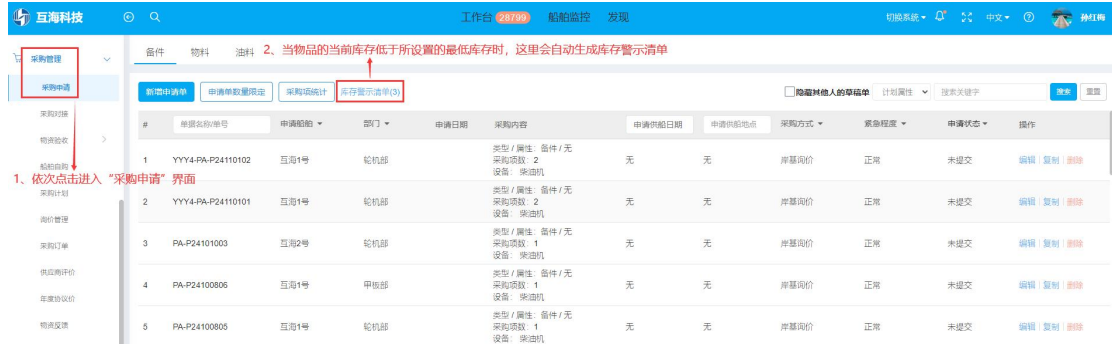 互海科技 工作台 28799 船舶监控 发现 切换系统 中文 孙红梅
采购管理
采购申请
采购对接
物资验收
船舶自购
采购计划
询价管理
采购订单
供应商评价
年度协议价
物资反馈
备件 物料 油料
2、当物品的当前库存低于所设置的最低库存时，这里会自动生成库存警示清单
新增申请单 申请单数量限定 采购项统计 库存警示清单(3) 隐藏其他人的草稿单 计划属性 搜索关键字 搜索 重置
# 单据名称/单号 申请船舶 部门 申请日期 采购内容 申请供船日期 申请供船地点 采购方式 紧急程度 申请状态 操作
类型 / 属性: 备件 / 无
1 YYY4-PA-P24110102 互海1号 轮机部 采购项数: 2 无 无 岸基询价 正常 未提交 编辑 复制 删除
设备: 柴油机
1、依次点击进入“采购申请”界面
类型 / 属性: 备件 / 无
2 YYY4-PA-P24110101 互海1号 轮机部 采购项数: 2 无 无 岸基询价 正常 未提交 编辑 复制 删除
设备: 柴油机
类型 / 属性: 备件 / 无
3 PA-P24101003 互海2号 轮机部 采购项数: 1 无 无 岸基询价 正常 未提交 编辑 复制 删除
设备: 柴油机
类型 / 属性: 备件 / 无
4 PA-P24100806 互海1号 甲板部 采购项数: 1 无 无 岸基询价 正常 未提交 编辑 复制 删除
设备: 柴油机
类型 / 属性: 备件 / 无
5 PA-P24100805 互海1号 轮机部 采购项数: 1 无 无 岸基询价 正常 未提交 编辑 复制 删除
设备: 柴油机